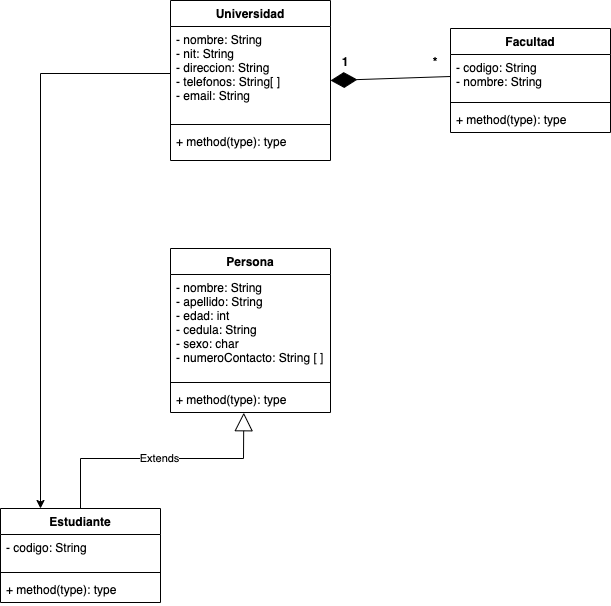 Universidad
- nombre: String
- nit: String
- direccion: String
- telefonos: String[ ]
- email: String
+ method(type): type
1
*
Facultad
- codigo: String
- nombre: String
+ method(type): type
Persona
- nombre: String
- apellido: String
- edad: int
- cedula: String
- sexo: char
- numeroContacto: String [ ]
+ method(type): type
Extends
Estudiante
- codigo: String
+ method(type): type